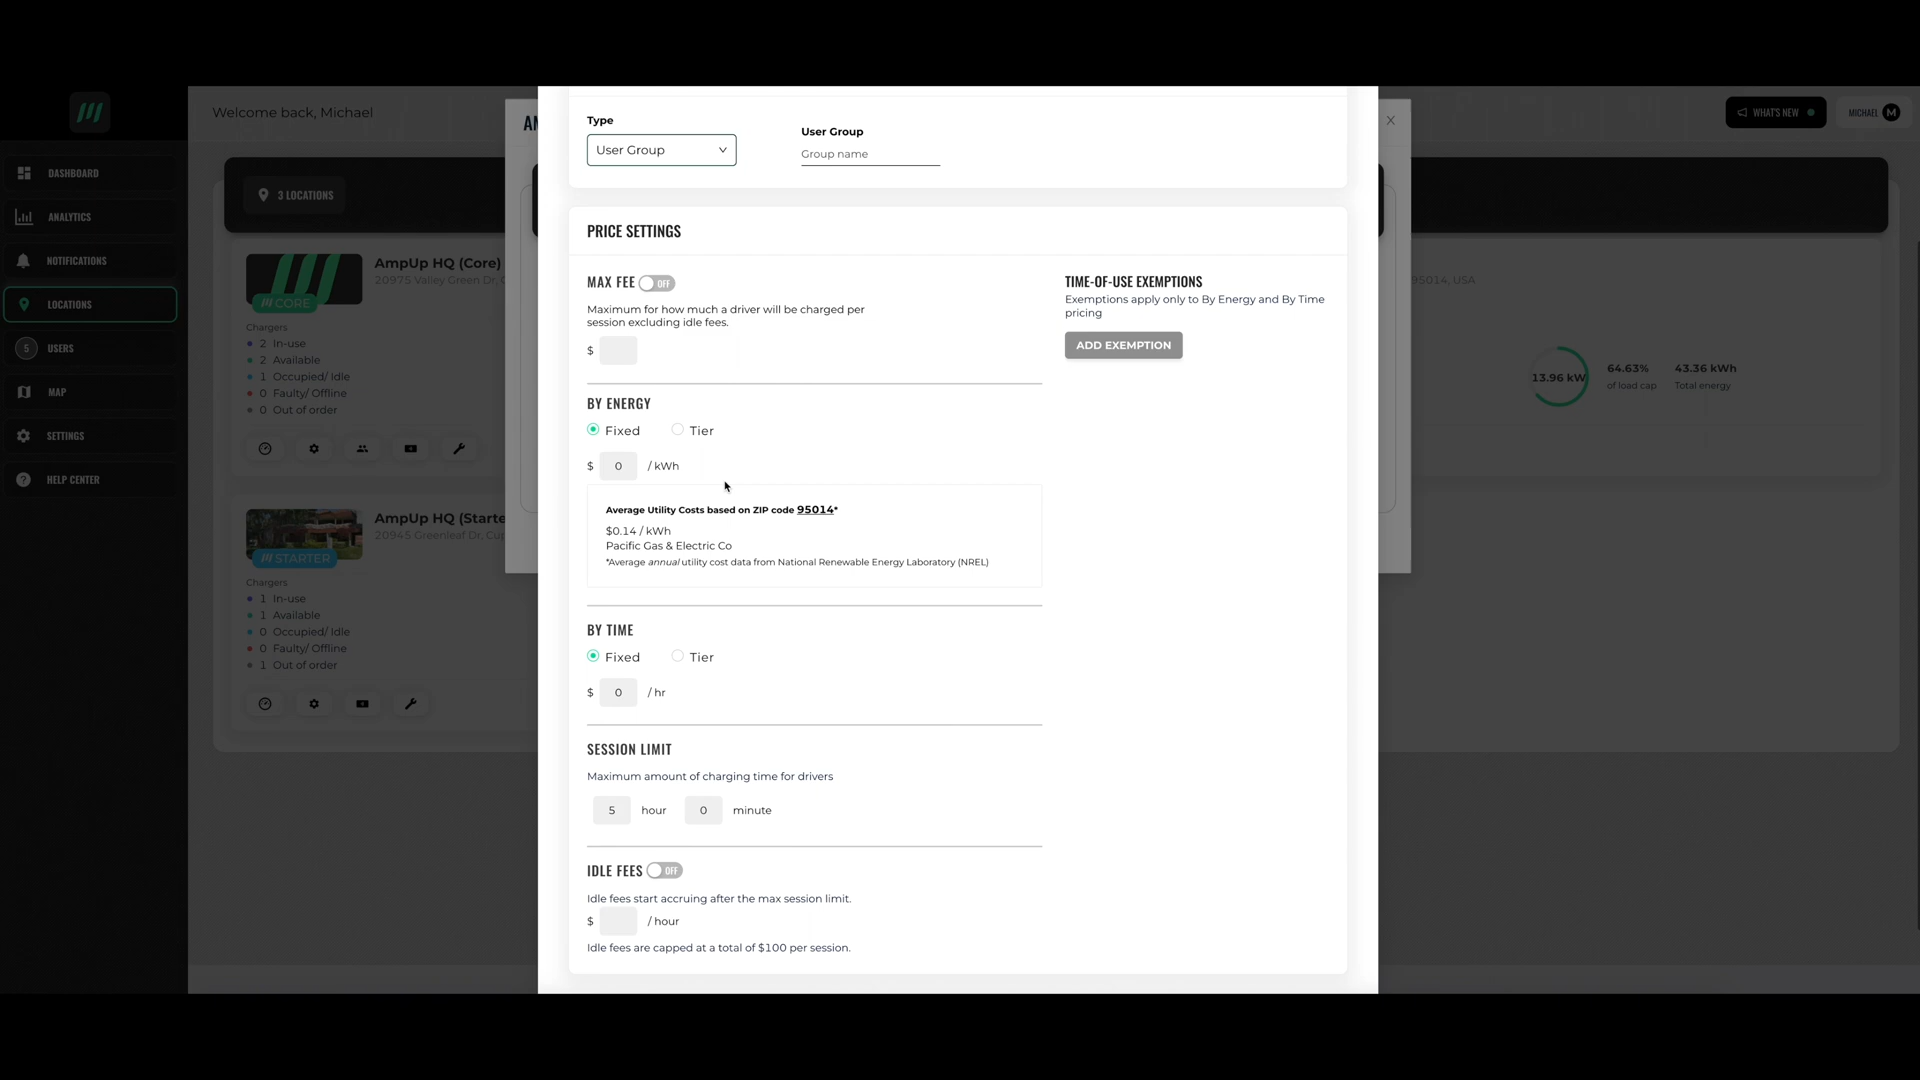 Welcome back, Michael
AM
WHAT'S NEW
MICHAEL M
DASHBOARD
ANALYTICS
NOTIFICATIONS
LOCATIONS
5 USERS
MAP
SETTINGS
? HELP CENTER
3 LOCATIONS
AmpUp HQ (Core)
20975 Valley Green Dr, C
CORE
Chargers
2 In-use
2 Available
1 Occupied/ Idle
0 Faulty/ Offline
0 Out of order
AmpUp HQ (Starte
20945 Greenleaf Dr, Cup
STARTER
Chargers
1 In-use
1 Available
0 Occupied/ Idle
0 Faulty/ Offline
1 Out of order
Type
User Group
User Group
Group name
PRICE SETTINGS
MAX FEE OFF
Maximum for how much a driver will be charged per
session excluding idle fees.
$
BY ENERGY
Fixed Tier
$ 0 / kWh
Average Utility Costs based on ZIP code 95014*
$0.14 / kWh
Pacific Gas & Electric Co
*Average annual utility cost data from National Renewable Energy Laboratory (NREL)
BY TIME
Fixed Tier
$ 0 / hr
SESSION LIMIT
Maximum amount of charging time for drivers
5 hour 0 minute
IDLE FEES OFF
Idle fees start accruing after the max session limit.
$ / hour
Idle fees are capped at a total of $100 per session.
TIME-OF-USE EXEMPTIONS
Exemptions apply only to By Energy and By Time
pricing
ADD EXEMPTION
95014, USA
13.96 kW
64.63%
of load cap
43.36 kWh
Total energy